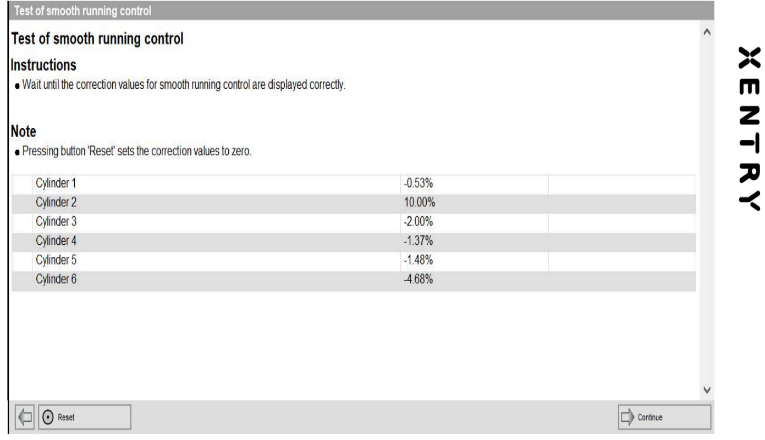 Test of smooth running control
Test of smooth running control
Instructions
• Wait until the correction values for smooth running control are displayed correctly.
Note
• Pressing button 'Reset' sets the correction values to zero.
Cylinder 1 -0.53%
Cylinder 2 10.00%
Cylinder 3 -2.00%
Cylinder 4 -1.37%
Cylinder 5 -1.48%
Cylinder 6 -4.68%
Reset Continue
XENTRY